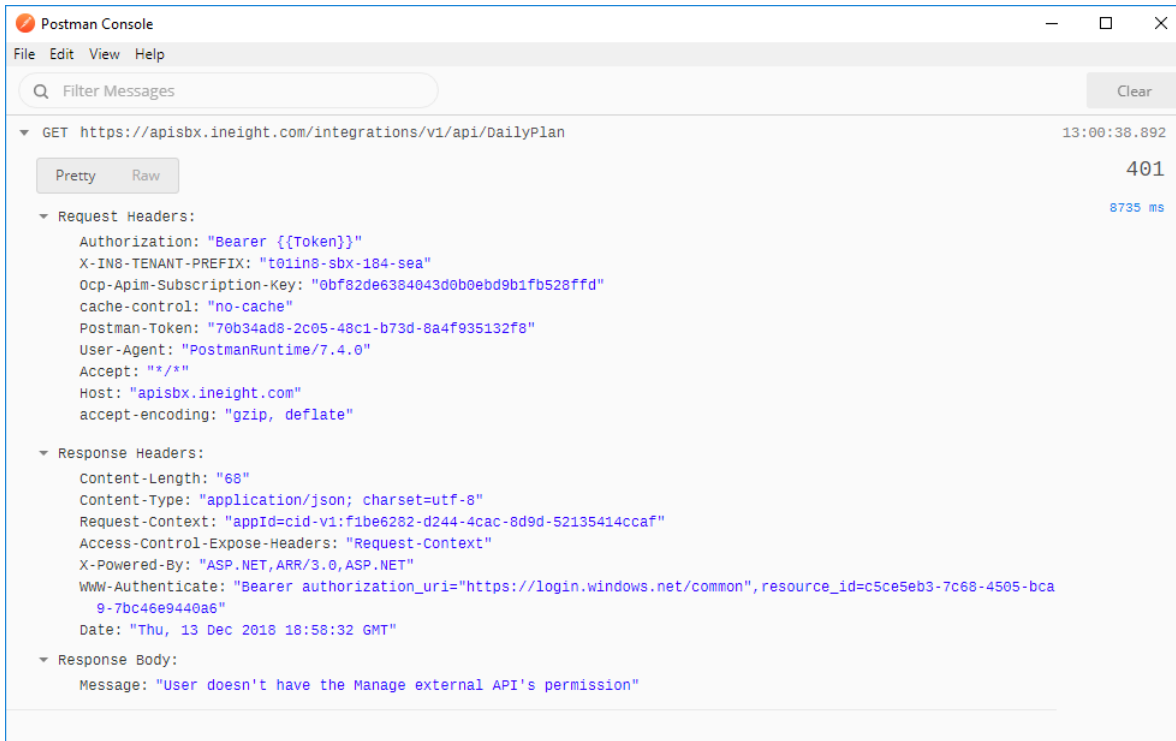 Postman Console
File Edit View Help
Filter Messages
Clear
GET https://apisbx.ineight.com/integrations/v1/api/DailyPlan
13:00:38.892
Pretty Raw
401
8735 ms
Request Headers:
Authorization: "Bearer {{Token}}"
X-IN8-TENANT-PREFIX: "t01in8-sbx-184-sea"
Ocp-Apim-Subscription-Key: "0bf82de6384043d0b0ebd9b1fb528ffd"
cache-control: "no-cache"
Postman-Token: "70b34ad8-2c05-48c1-b73d-8a4f935132f8"
User-Agent: "PostmanRuntime/7.4.0"
Accept: "*/*"
Host: "apisbx.ineight.com"
accept-encoding: "gzip, deflate"
Response Headers:
Content-Length: "68"
Content-Type: "application/json; charset=utf-8"
Request-Context: "appId=cid-v1:f1be6282-d244-4cac-8d9d-52135414ccaf"
Access-Control-Expose-Headers: "Request-Context"
X-Powered-By: "ASP.NET,ARR/3.0,ASP.NET"
WWW-Authenticate: "Bearer authorization_uri="https://login.windows.net/common",resource_id=c5ce5eb3-7c68-4505-bca
9-7bc46e9440a6"
Date: "Thu, 13 Dec 2018 18:58:32 GMT"
Response Body:
Message: "User doesn't have the Manage external API's permission"